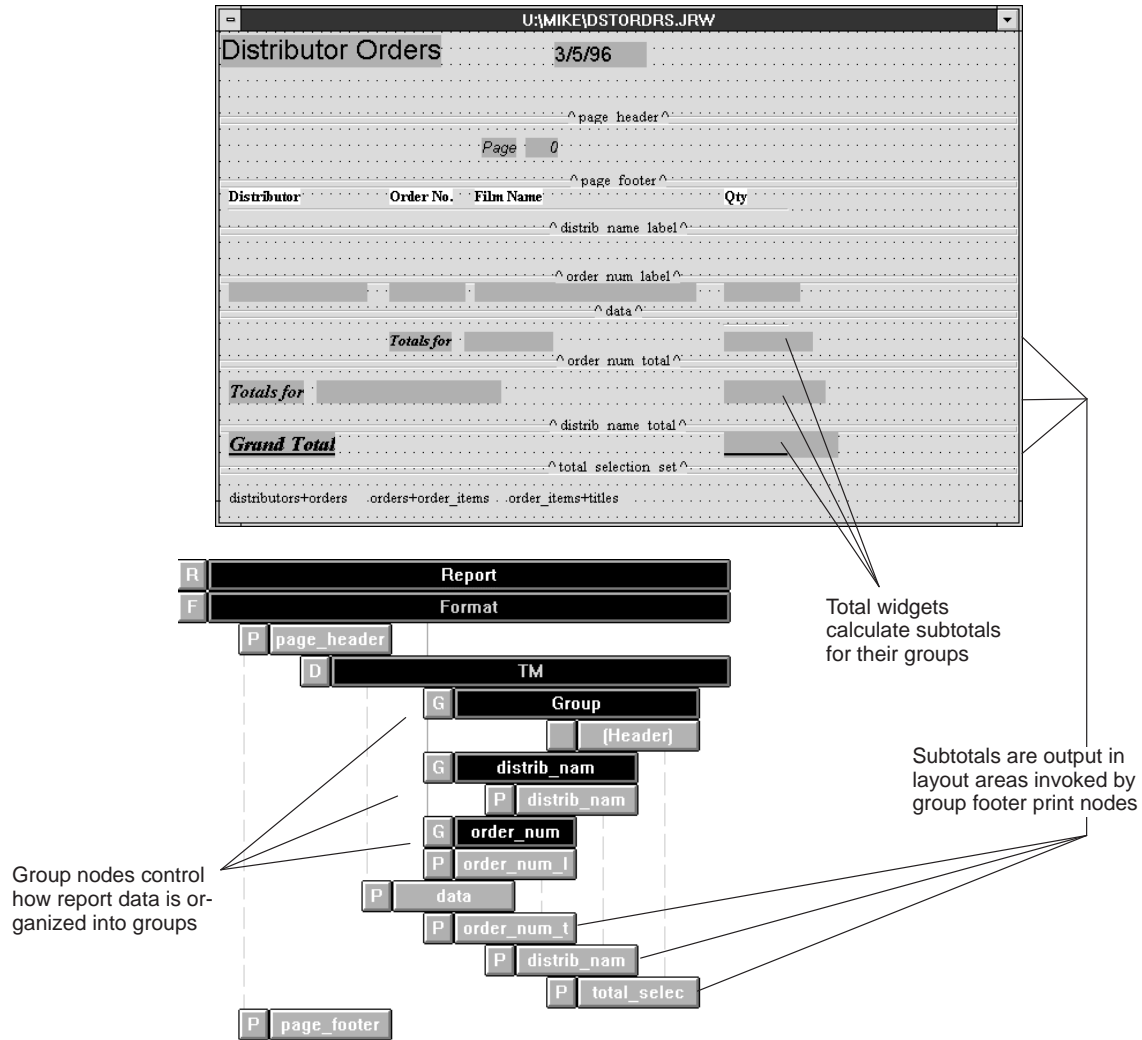 U:\MIKE\DSTORDRS.JRW
Distributor Orders 3/5/96
^page header^
Page 0
^page footer^
Distributor Order No. Film Name Qty
^distrib name label^
^order num label^
^data^
Totals for
^order num total^
Totals for
^distrib name total^
Grand Total
^total selection set^
distributors+orders orders+order_items order_items+titles
Total widgets
calculate subtotals
for their groups
R Report
F Format
P page_header
D TM
G Group
(Header)
G distrib_nam
P distrib_nam
G order_num
P order_num_l
P data
P order_num_t
P distrib_nam
P total_selec
P page_footer
Group nodes control
how report data is or-
ganized into groups
Subtotals are output in
layout areas invoked by
group footer print nodes